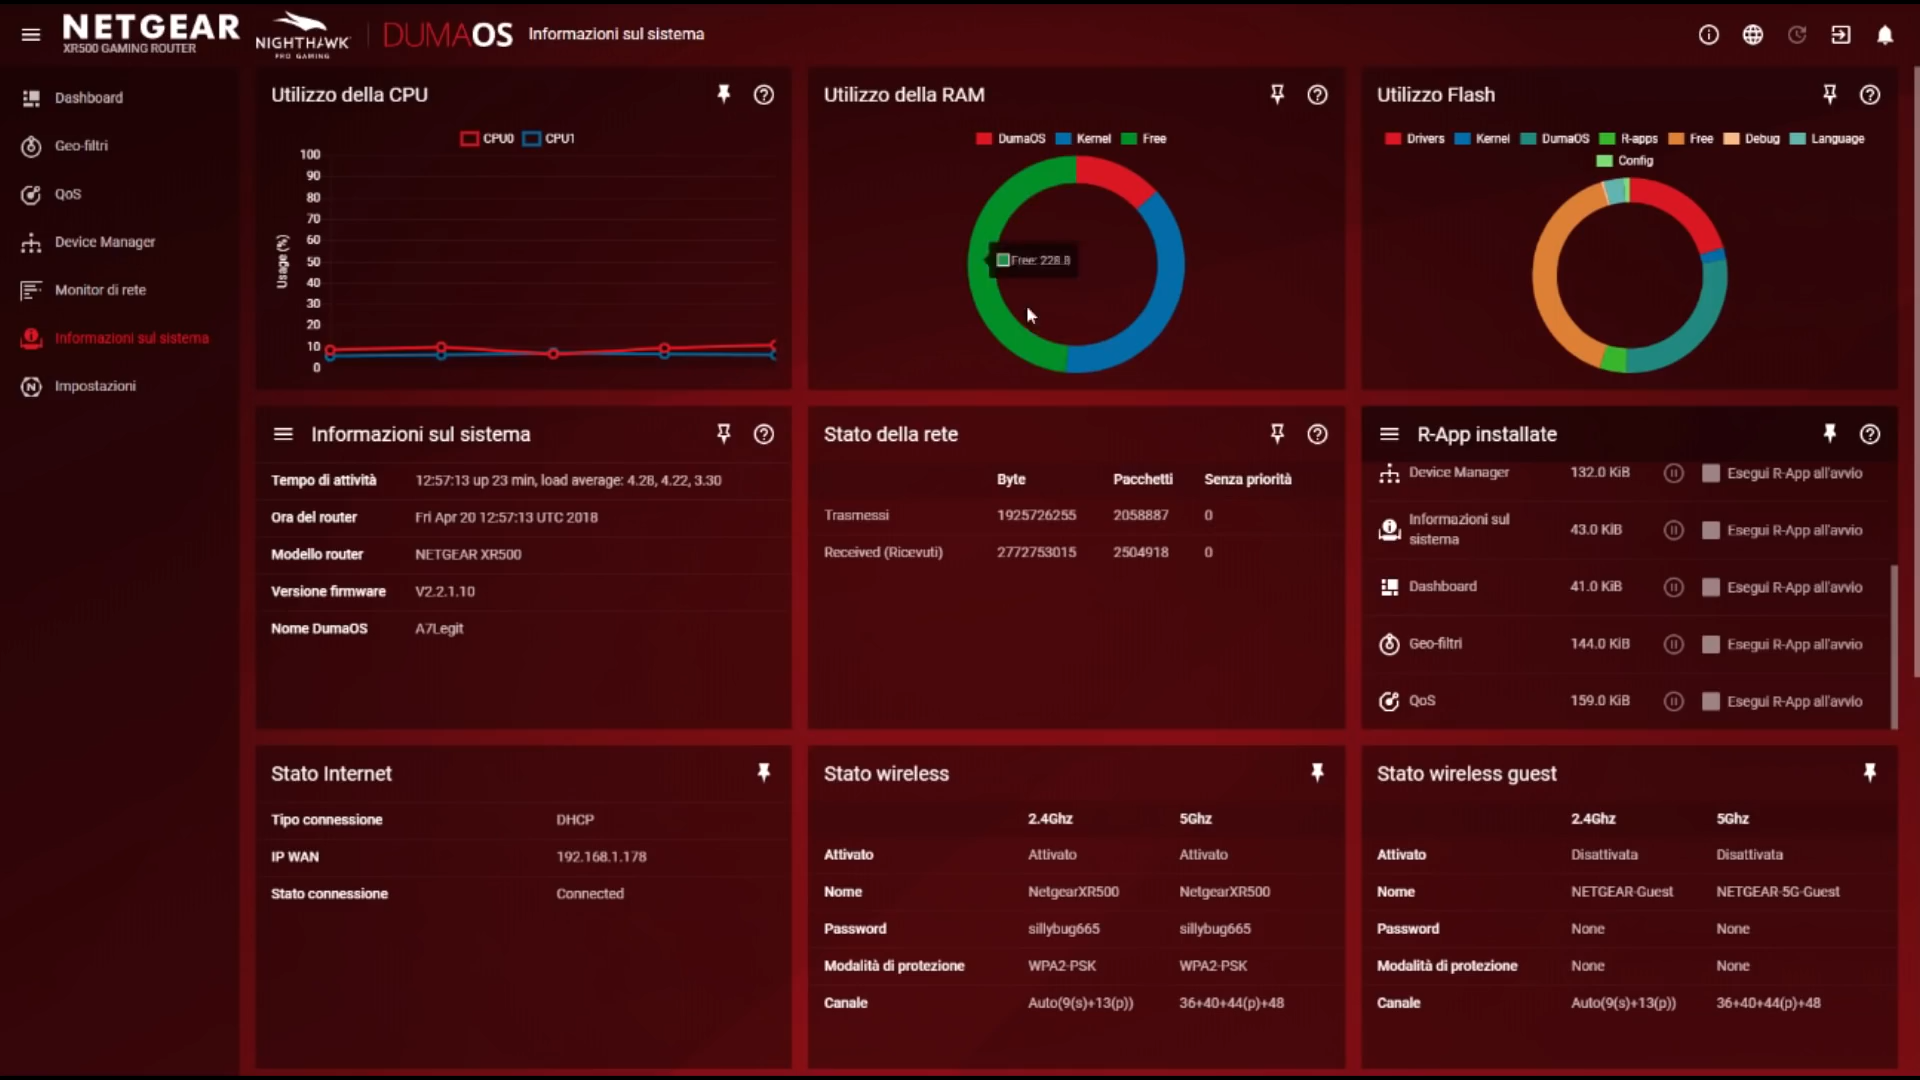 NETGEAR
XR500 GAMING ROUTER
NIGHTHAWK
PRO GAMING
DUMAOS
Informazioni sul sistema
Dashboard
Geo-filtri
QoS
Device Manager
Monitor di rete
Informazioni sul sistema
Impostazioni
Utilizzo della CPU
CPU0 CPU1
100
90
80
70
60
50
40
30
20
10
0
Usage (%)
Utilizzo della RAM
DumaOS Kernel Free
Free: 228.8
Utilizzo Flash
Drivers Kernel DumaOS R-apps Free Debug Language
Config
Informazioni sul sistema
Tempo di attività 12:57:13 up 23 min, load average: 4.28, 4.22, 3.30
Ora del router Fri Apr 20 12:57:13 UTC 2018
Modello router NETGEAR XR500
Versione firmware V2.2.1.10
Nome DumaOS A7Legit
Stato della rete
Byte Pacchetti Senza priorità
Trasmessi 1925726255 2058887 0
Received (Ricevuti) 2772753015 2504918 0
R-App installate
Device Manager 132.0 KiB Esegui R-App all'avvio
Informazioni sul sistema 43.0 KiB Esegui R-App all'avvio
Dashboard 41.0 KiB Esegui R-App all'avvio
Geo-filtri 144.0 KiB Esegui R-App all'avvio
QoS 159.0 KiB Esegui R-App all'avvio
Stato Internet
Tipo connessione DHCP
IP WAN 192.168.1.178
Stato connessione Connected
Stato wireless
2.4Ghz 5Ghz
Attivato Attivato Attivato
Nome NetgearXR500 NetgearXR500
Password sillybug665 sillybug665
Modalità di protezione WPA2-PSK WPA2-PSK
Canale Auto(9(s)+13(p)) 36+40+44(p)+48
Stato wireless guest
2.4Ghz 5Ghz
Attivato Disattivata Disattivata
Nome NETGEAR-Guest NETGEAR-5G-Guest
Password None None
Modalità di protezione None None
Canale Auto(9(s)+13(p)) 36+40+44(p)+48